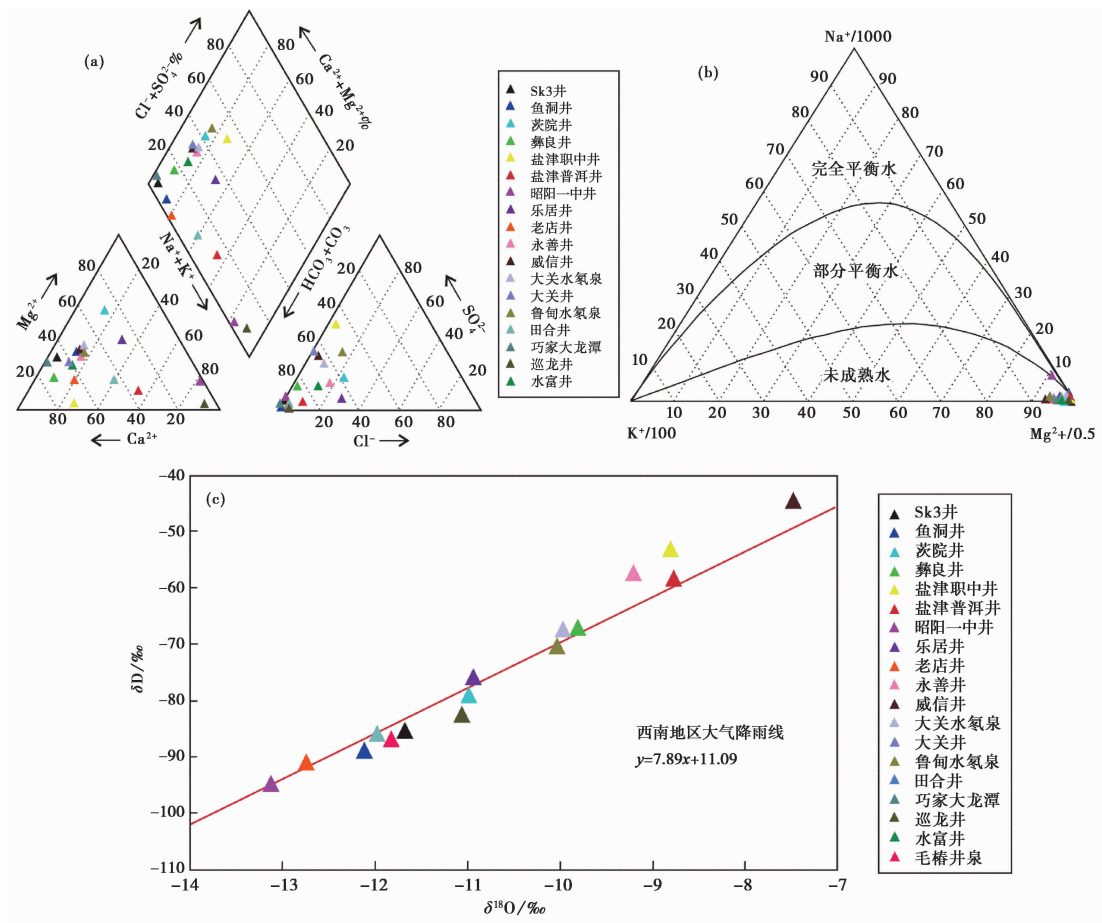 (a)
80
80
Cl⁻+SO₄²⁻%
Ca²⁺+Mg²⁺%
60
60
40
40
20
20
Na⁺+K⁺
HCO₃+CO₃
Mg²⁺
80
60
40
20
20
40
60
80
80
60
40
20
Ca²⁺
20
40
60
80
SO₄²⁻
80
60
40
20
20
40
60
80
Cl⁻
Sk3井
鱼洞井
茨院井
彝良井
盐津职中井
盐津普洱井
昭阳一中井
乐居井
老店井
永善井
威信井
大关水氡泉
大关井
鲁甸水氡泉
田合井
巧家大龙潭
巡龙井
水富井
(b)
Na⁺/1000
90
90
80
80
70
70
60
60
50
50
40
40
30
30
20
20
10
10
完全平衡水
部分平衡水
未成熟水
10
20
30
40
50
60
70
80
90
K⁺/100
Mg²+/0.5
(c)
−40
−50
−60
−70
−80
−90
−100
−110
δD/‰
西南地区大气降雨线
y=7.89x+11.09
−14
−13
−12
−11
−10
−9
−8
−7
δ¹⁸O/‰
Sk3井
鱼洞井
茨院井
彝良井
盐津职中井
盐津普洱井
昭阳一中井
乐居井
老店井
永善井
威信井
大关水氡泉
大关井
鲁甸水氡泉
田合井
巧家大龙潭
巡龙井
水富井
毛椿井泉